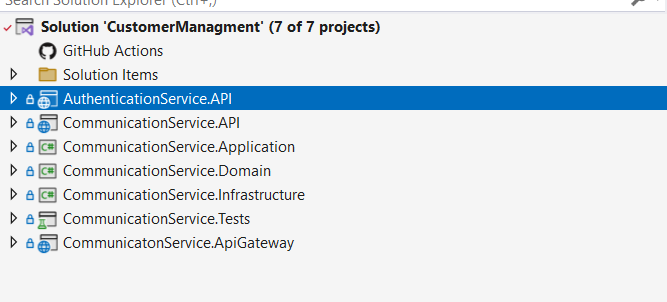 Search Solution Explorer (Ctrl+;)
Solution 'CustomerManagment' (7 of 7 projects)
GitHub Actions
Solution Items
AuthenticationService.API
CommunicationService.API
C# CommunicationService.Application
C# CommunicationService.Domain
C# CommunicationService.Infrastructure
CommunicationService.Tests
CommunicatonService.ApiGateway